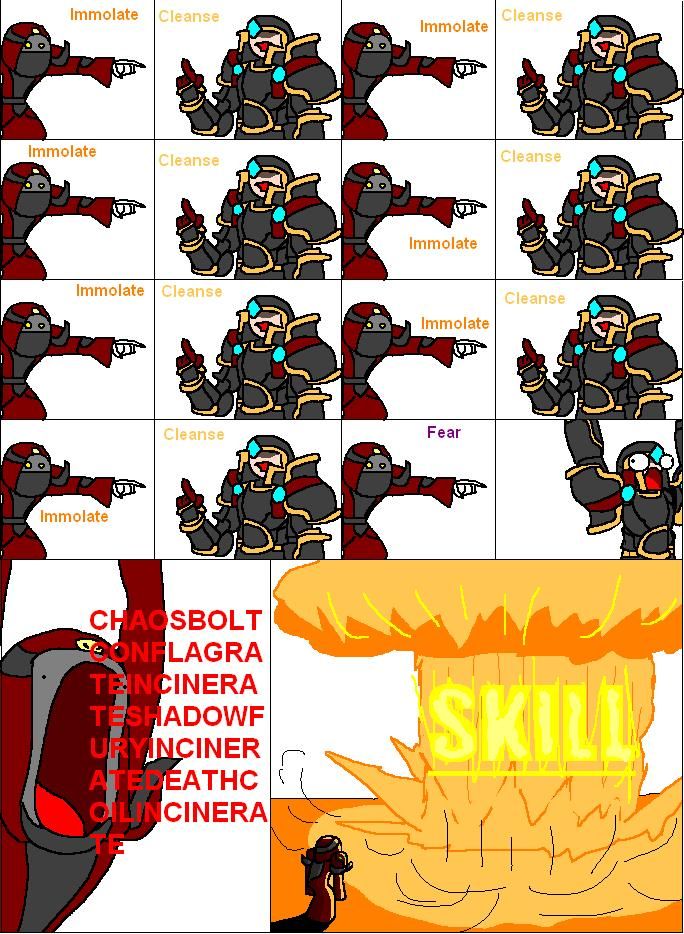 Immolate
Cleanse
Immolate
Cleanse
Immolate
Cleanse
Immolate
Cleanse
Immolate
Cleanse
Immolate
Cleanse
Immolate
Cleanse
Fear
CHAOSBOLT
CONFLAGRA
TEINCINERA
TESHADOWF
URYINCINER
ATEDEATHC
OILINCINERA
TE
SKILL